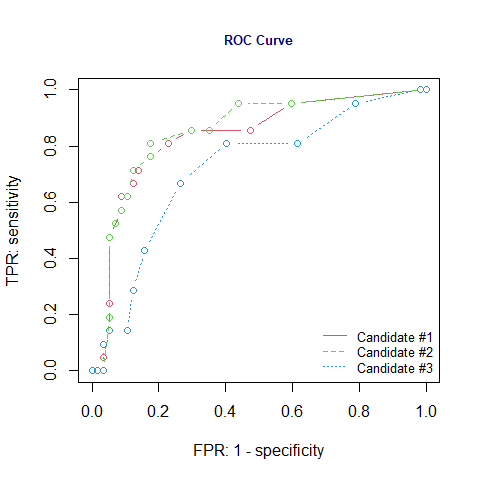 ROC Curve
TPR: sensitivity
1.0
0.8
0.6
0.4
0.2
0.0
Candidate #1
Candidate #2
Candidate #3
0.0 0.2 0.4 0.6 0.8 1.0
FPR: 1 - specificity